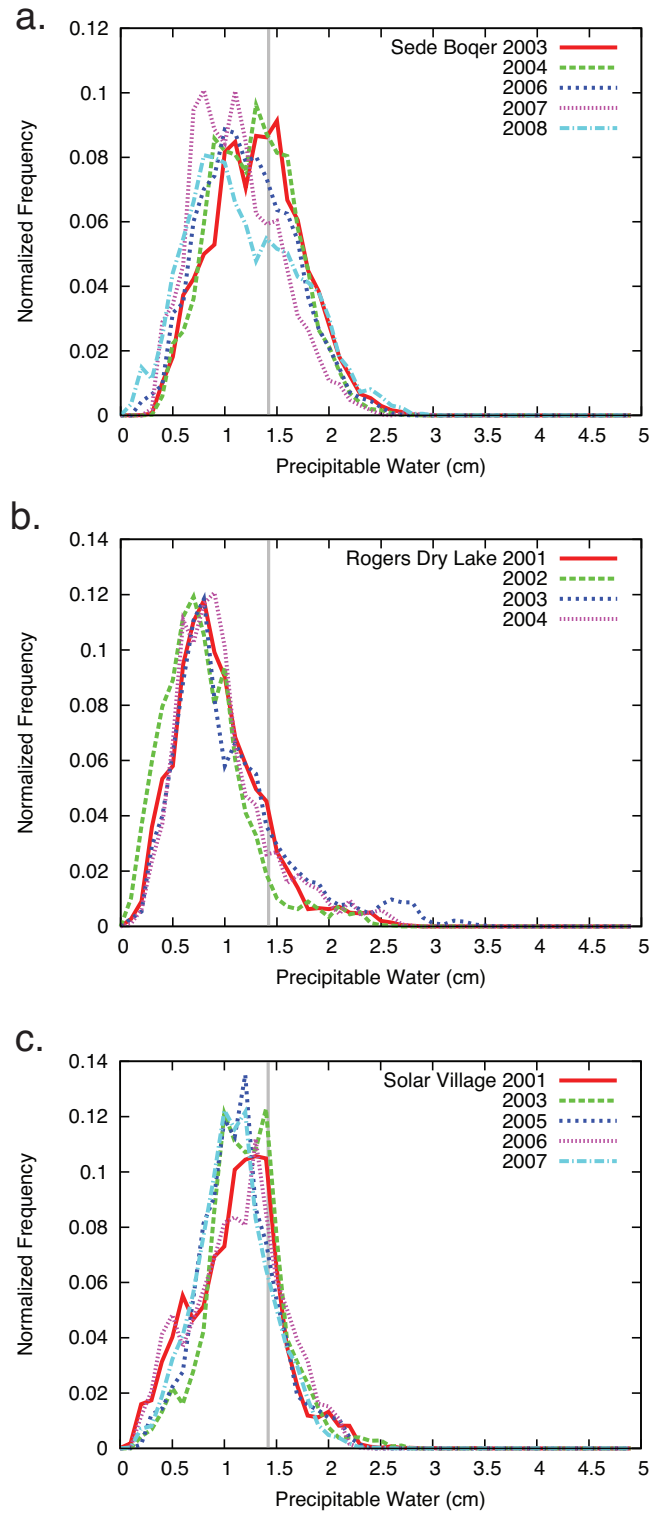 a.
Sede Boqer 2003
2004
2006
2007
2008
0.12
0.1
0.08
0.06
0.04
0.02
0
Normalized Frequency
0 0.5 1 1.5 2 2.5 3 3.5 4 4.5 5
Precipitable Water (cm)
b.
Rogers Dry Lake 2001
2002
2003
2004
0.14
0.12
0.1
0.08
0.06
0.04
0.02
0
Normalized Frequency
0 0.5 1 1.5 2 2.5 3 3.5 4 4.5 5
Precipitable Water (cm)
c.
Solar Village 2001
2003
2005
2006
2007
0.14
0.12
0.1
0.08
0.06
0.04
0.02
0
Normalized Frequency
0 0.5 1 1.5 2 2.5 3 3.5 4 4.5 5
Precipitable Water (cm)